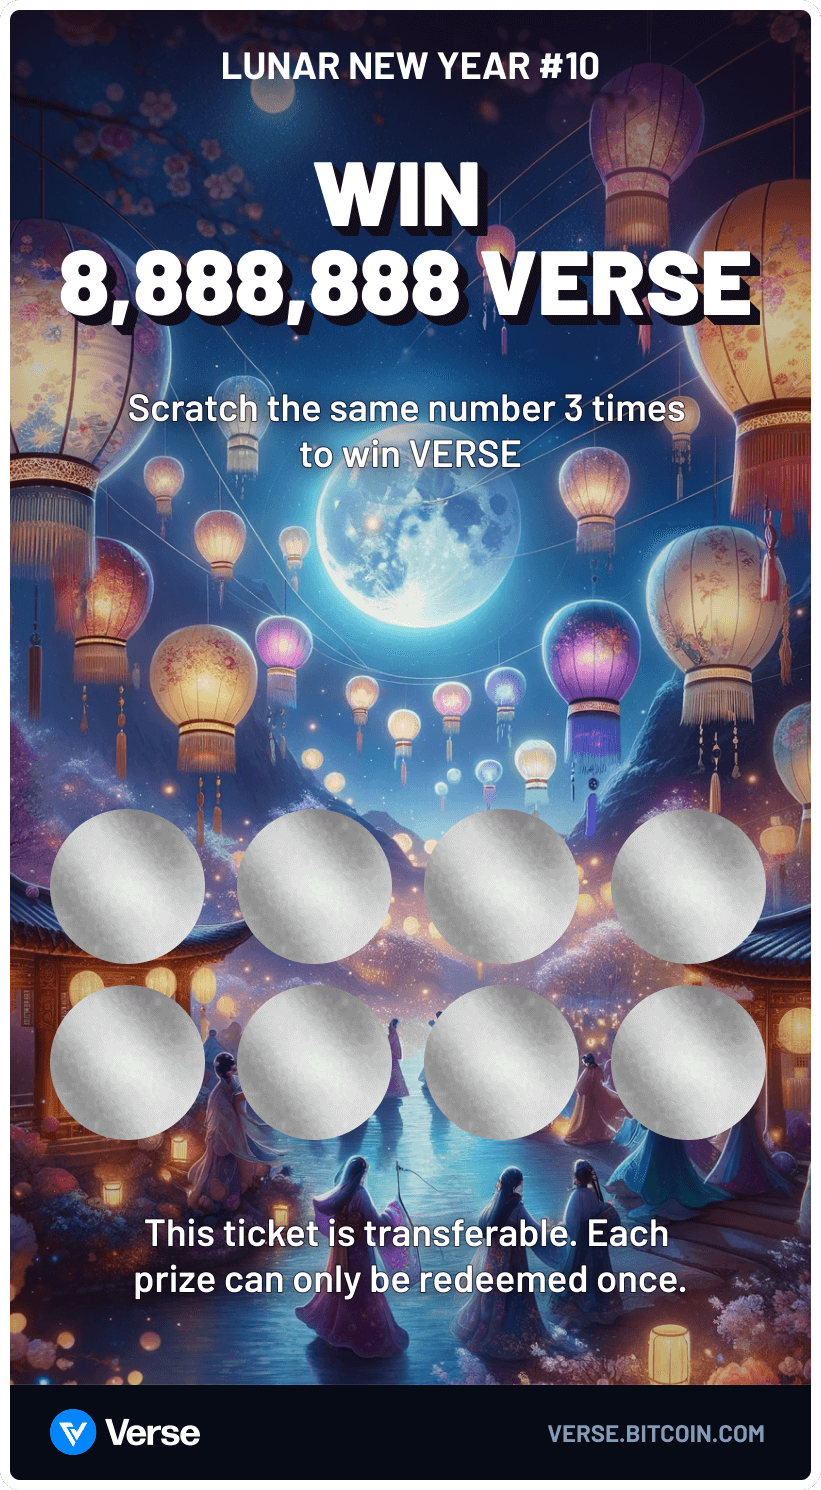 LUNAR NEW YEAR #10
WIN
8,888,888 VERSE
Scratch the same number 3 times
to win VERSE
This ticket is transferable. Each
prize can only be redeemed once.
Verse
VERSE.BITCOIN.COM